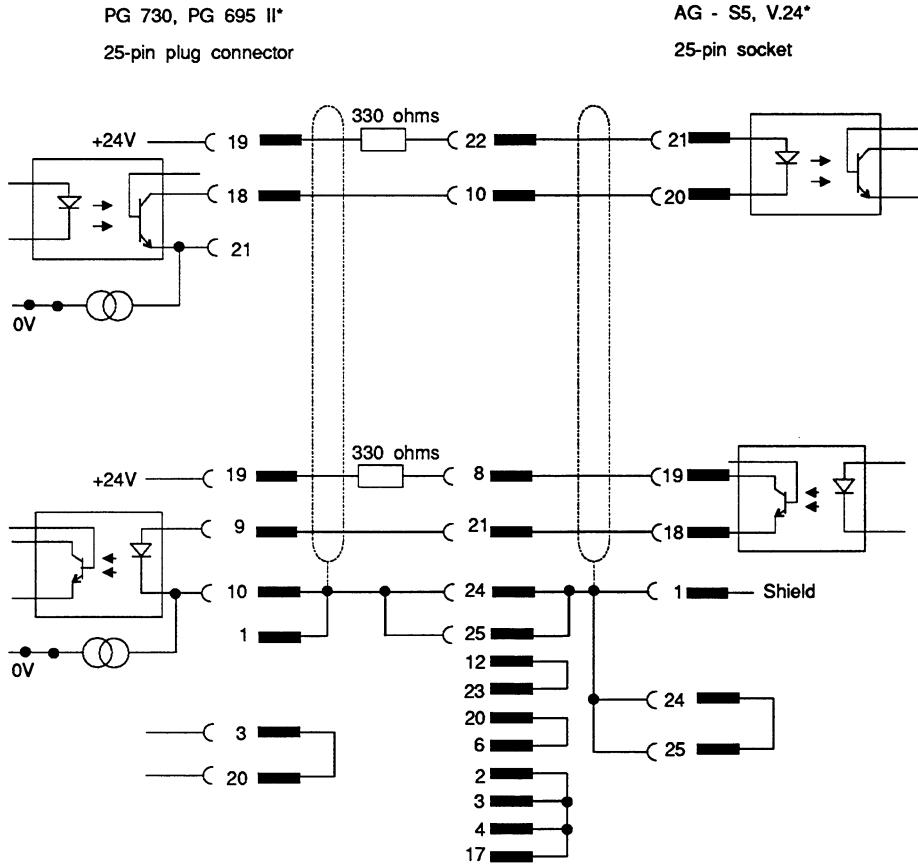 PG 730, PG 695 II* AG - S5, V.24*
25-pin plug connector 25-pin socket
330 ohms
+24V 19 22 21
18 10 20
21
0V
330 ohms
+24V 19 8 19
9 21 18
10 24 1 Shield
1 25
0V
12
23
24
20
3
6
25
20
2
3
4
17